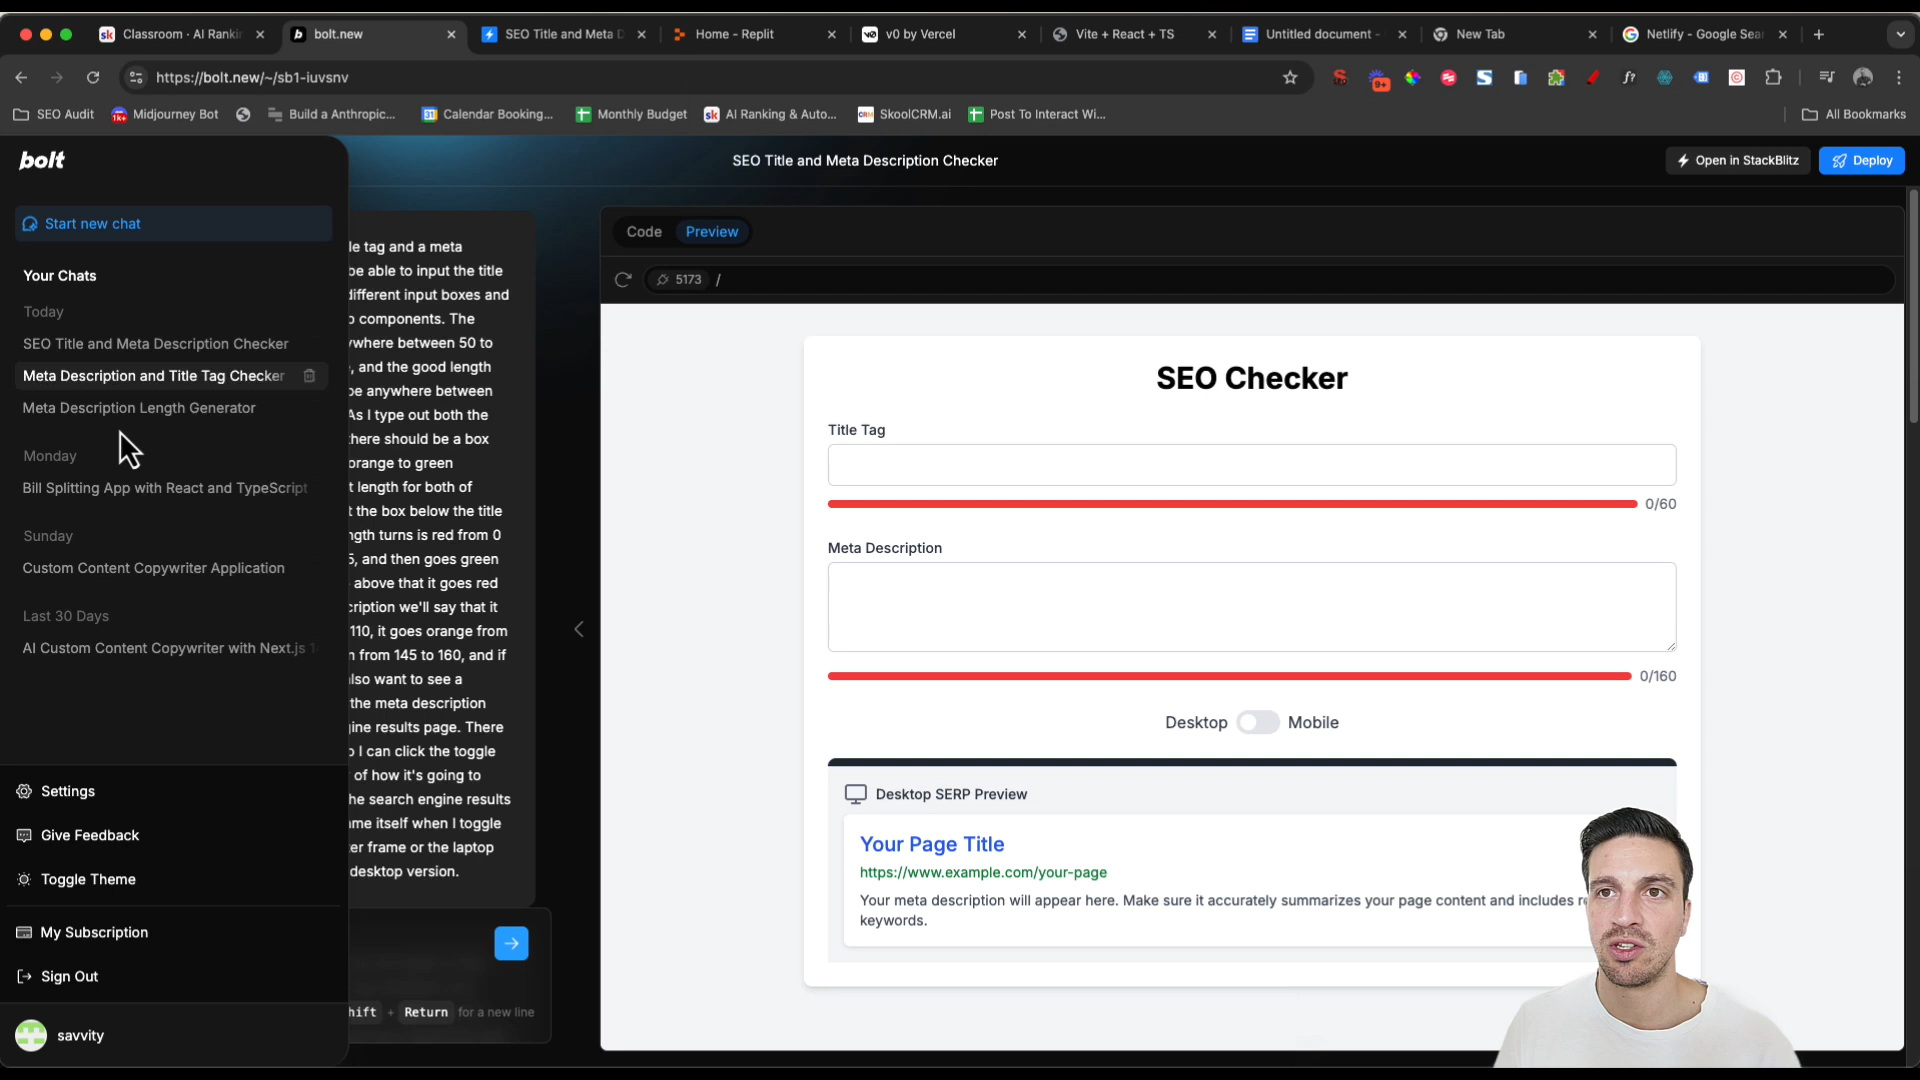 Classroom · AI Rankin
bolt.new
SEO Title and Meta D
Home - Replit
v0 by Vercel
Vite + React + TS
Untitled document -
New Tab
Netlify - Google Sea
https://bolt.new/~/sb1-iuvsnv
9+
f?
SEO Audit
1k+
Midjourney Bot
Build a Anthropic...
31
Calendar Booking...
Monthly Budget
sk
AI Ranking & Auto...
CRM
SkoolCRM.ai
Post To Interact Wi...
All Bookmarks
bolt
SEO Title and Meta Description Checker
Open in StackBlitz
Deploy
Start new chat
Your Chats
Today
SEO Title and Meta Description Checker
Meta Description and Title Tag Checker
Meta Description Length Generator
Monday
Bill Splitting App with React and TypeScript
Sunday
Custom Content Copywriter Application
Last 30 Days
AI Custom Content Copywriter with Next.js 1
Settings
Give Feedback
Toggle Theme
My Subscription
Sign Out
savvity
le tag and a meta
be able to input the title
different input boxes and
o components. The
ywhere between 50 to
, and the good length
be anywhere between
As I type out both the
there should be a box
orange to green
t length for both of
t the box below the title
ngth turns is red from 0
5, and then goes green
above that it goes red
cription we'll say that it
110, it goes orange from
n from 145 to 160, and if
also want to see a
the meta description
gine results page. There
o I can click the toggle
of how it's going to
he search engine results
ame itself when I toggle
er frame or the laptop
desktop version.
hift + Return for a new line
Code
Preview
5173
/
SEO Checker
Title Tag
0/60
Meta Description
0/160
Desktop
Mobile
Desktop SERP Preview
Your Page Title
https://www.example.com/your-page
Your meta description will appear here. Make sure it accurately summarizes your page content and includes
keywords.